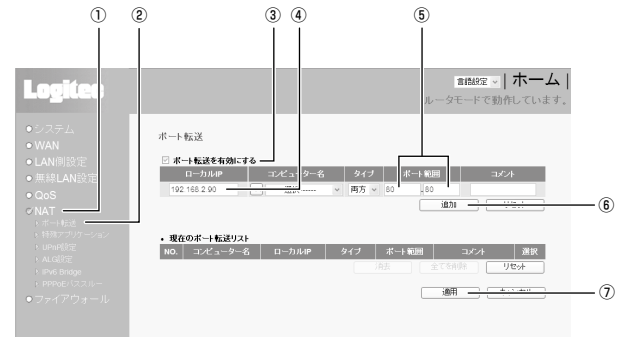 ① ② ③ ④ ⑤
Logitec
言語設定 | ホーム |
ルータモードで動作しています。
システム
WAN
LAN側設定
無線LAN設定
QoS
NAT
ポート転送
特殊アプリケーション
UPnP設定
ALG設定
IPv6 Bridge
PPPoEパススルー
ファイアウォール
ポート転送
ポート転送を有効にする
ローカルIP コンピューター名 タイプ ポート範囲 コメント
192.168.2.90 両方 80 80
追加 ⑥
現在のポート転送リスト
NO. コンピューター名 ローカルIP タイプ ポート範囲 コメント 選択
消去 全てを削除 リセット
適用 ⑦